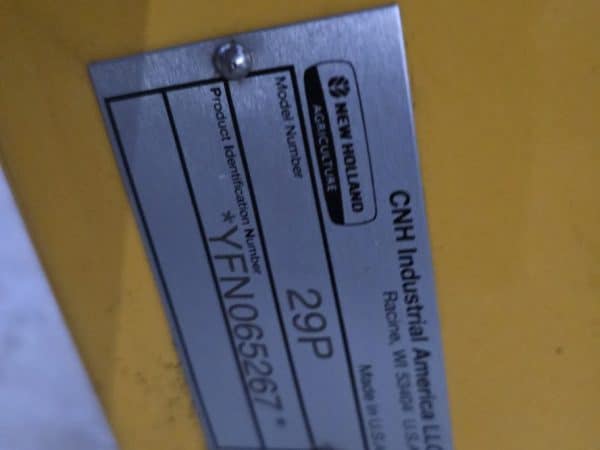 NEW HOLLAND
AGRICULTURE
CNH Industrial America LLC
Racine, WI 53404 U.S.A
Made in U.S.A
Model Number
29P
Product Identification Number
*YFN065267*